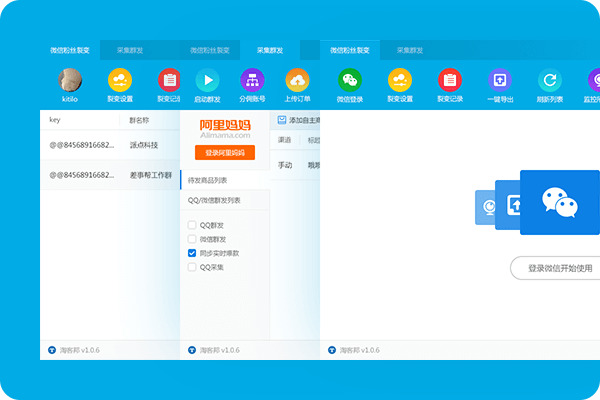 微信粉丝裂变
采集群发
微信粉丝裂变
采集群发
微信粉丝裂变
采集群发
kitilo
裂变设置
裂变记录
启动群发
分佣账号
上传订单
微信登录
裂变设置
裂变记录
一键导出
刷新列表
key
群名称
@@84568916682...
派点科技
@@84568916682...
差事帮工作群
阿里妈妈
Alimama.com
登录阿里妈妈
待发商品列表
QQ/微信群发列表
QQ群发
微信群发
同步实时爆款
QQ采集
添加自主商
渠道
标题
手动
登录微信开始使用
淘客邦 v1.0.6
淘客邦 v1.0.6
淘客邦 v1.0.6